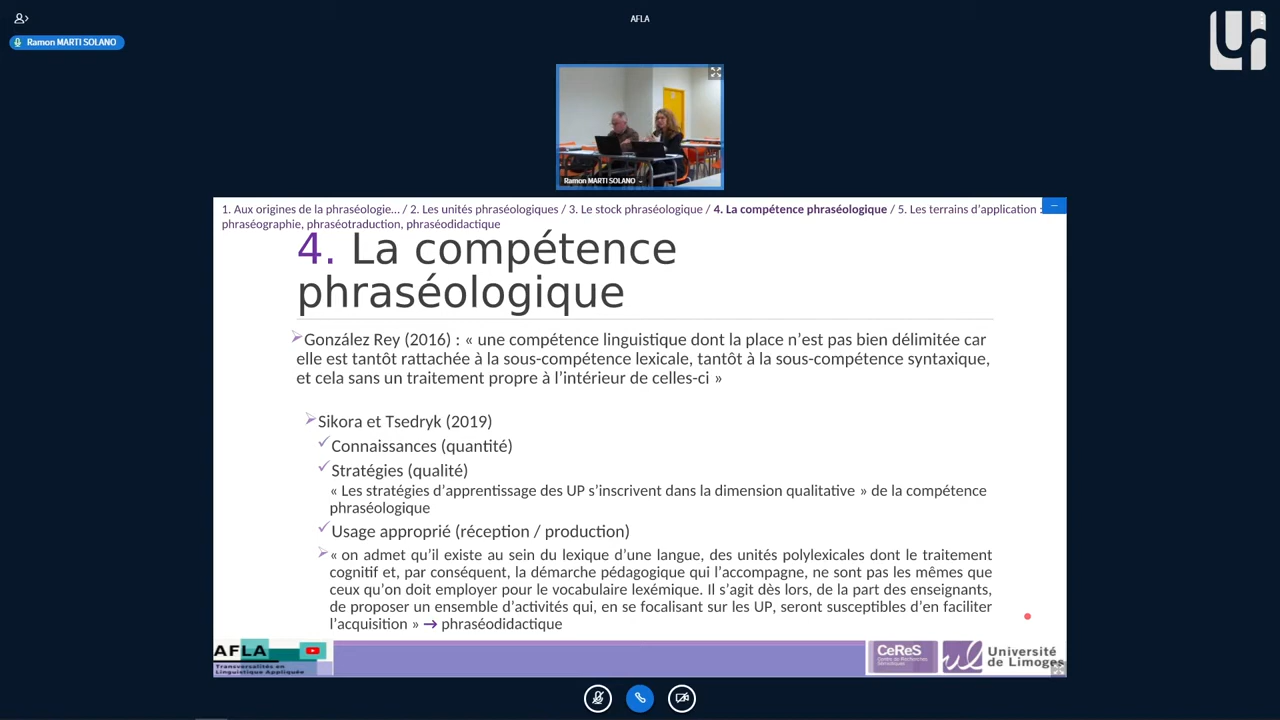 AFLA
Ramon MARTI SOLANO
Ramon MARTI SOLANO
1. Aux origines de la phraséologie... / 2. Les unités phraséologiques / 3. Le stock phraséologique / 4. La compétence phraséologique / 5. Les terrains d'application :
phraséographie, phraséotraduction, phraséodidactique
4. La compétence
phraséologique
González Rey (2016) : « une compétence linguistique dont la place n'est pas bien délimitée car
elle est tantôt rattachée à la sous-compétence lexicale, tantôt à la sous-compétence syntaxique,
et cela sans un traitement propre à l'intérieur de celles-ci »
Sikora et Tsedryk (2019)
Connaissances (quantité)
Stratégies (qualité)
« Les stratégies d'apprentissage des UP s'inscrivent dans la dimension qualitative » de la compétence
phraséologique
Usage approprié (réception / production)
« on admet qu'il existe au sein du lexique d'une langue, des unités polylexicales dont le traitement
cognitif et, par conséquent, la démarche pédagogique qui l'accompagne, ne sont pas les mêmes que
ceux qu'on doit employer pour le vocabulaire lexémique. Il s'agit dès lors, de la part des enseignants,
de proposer un ensemble d'activités qui, en se focalisant sur les UP, seront susceptibles d'en faciliter
l'acquisition » → phraséodidactique
AFLA
Transversalités en
Linguistique Appliquée
CeReS
Centre de Recherches
Sémiotiques
Université
de Limoges